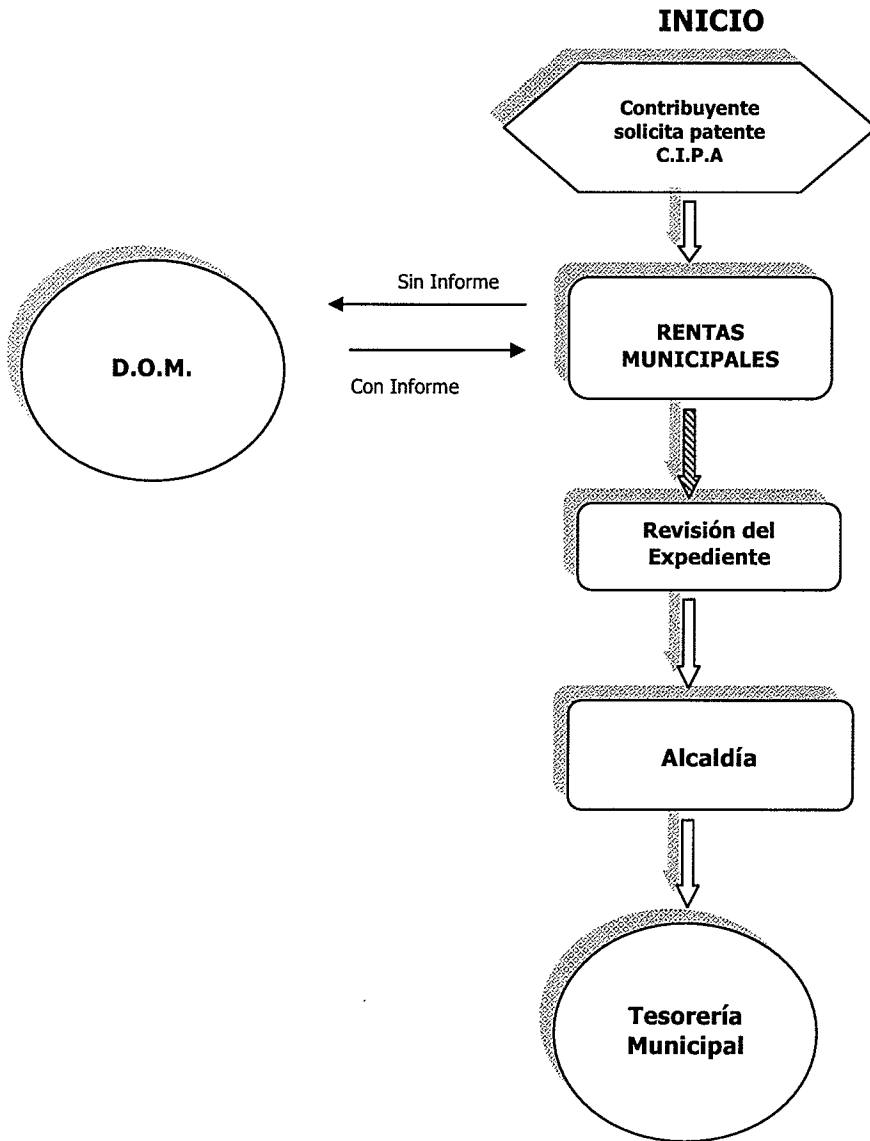 INICIO
Contribuyente
solicita patente
C.I.P.A
Sin Informe
D.O.M.
Con Informe
RENTAS
MUNICIPALES
Revisión del
Expediente
Alcaldía
Tesorería
Municipal